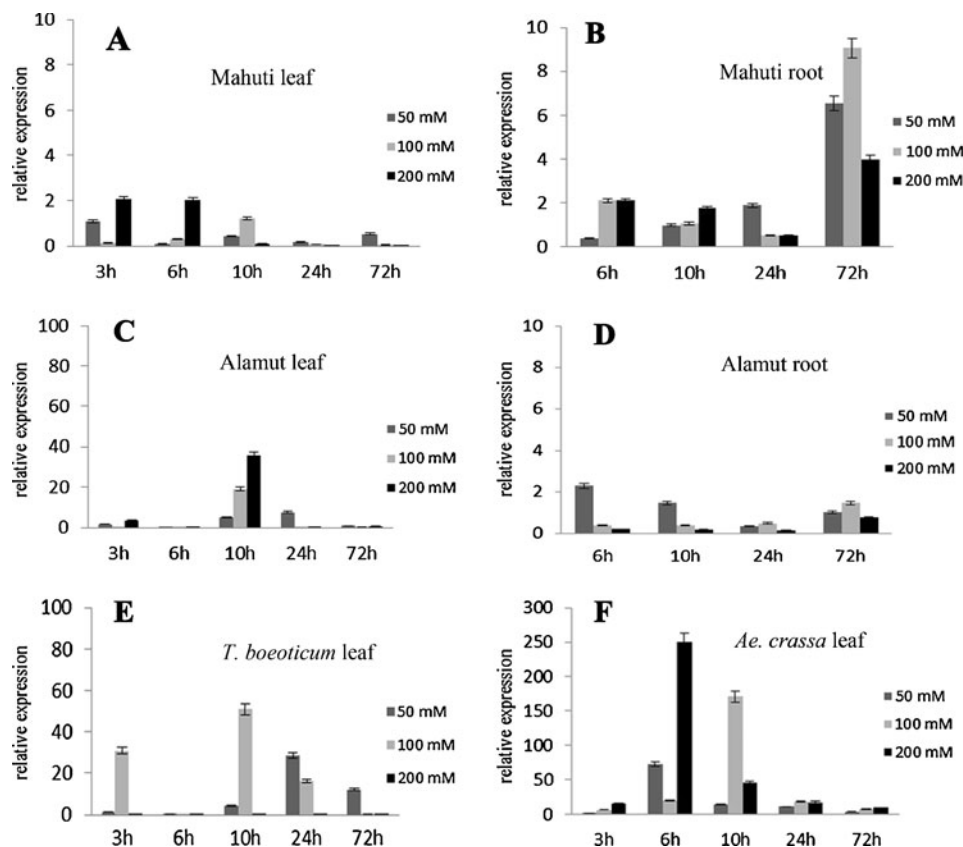 A
Mahuti leaf
relative expression
10
8
6
4
2
0
3h 6h 10h 24h 72h
50 mM
100 mM
200 mM
B
Mahuti root
relative expression
10
8
6
4
2
0
6h 10h 24h 72h
50 mM
100 mM
200 mM
C
Alamut leaf
relative expression
100
80
60
40
20
0
3h 6h 10h 24h 72h
50 mM
100 mM
200 mM
D
Alamut root
relative expression
10
8
6
4
2
0
6h 10h 24h 72h
50 mM
100 mM
200 mM
E
T. boeoticum leaf
relative expression
100
80
60
40
20
0
3h 6h 10h 24h 72h
50 mM
100 mM
200 mM
F
Ae. crassa leaf
relative expression
300
250
200
150
100
50
0
3h 6h 10h 24h 72h
50 mM
100 mM
200 mM